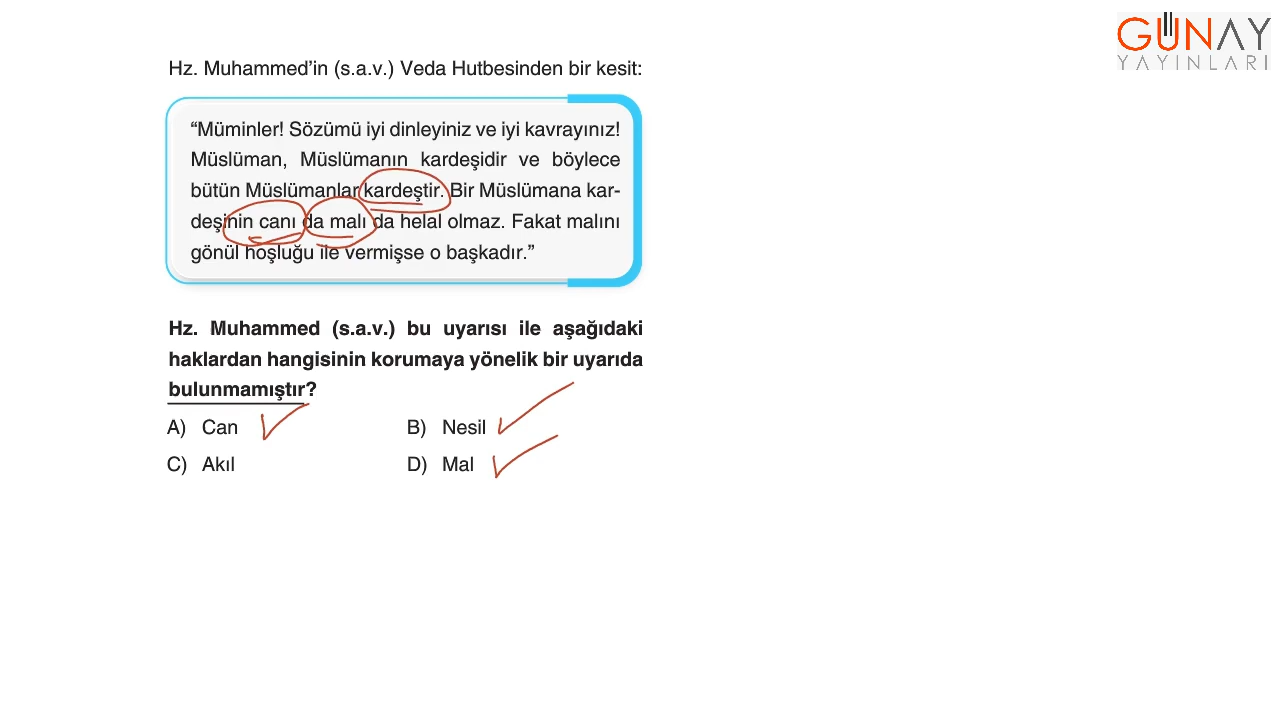 GÜNAY
YAYINLARI
Hz. Muhammed’in (s.a.v.) Veda Hutbesinden bir kesit:
“Müminler! Sözümü iyi dinleyiniz ve iyi kavrayınız!
Müslüman, Müslümanın kardeşidir ve böylece
bütün Müslümanlar kardeştir. Bir Müslümana kar-
deşinin canı da malı da helal olmaz. Fakat malını
gönül hoşluğu ile vermişse o başkadır.”
Hz. Muhammed (s.a.v.) bu uyarısı ile aşağıdaki
haklardan hangisinin korumaya yönelik bir uyarıda
bulunmamıştır?
A) Can
B) Nesil
C) Akıl
D) Mal